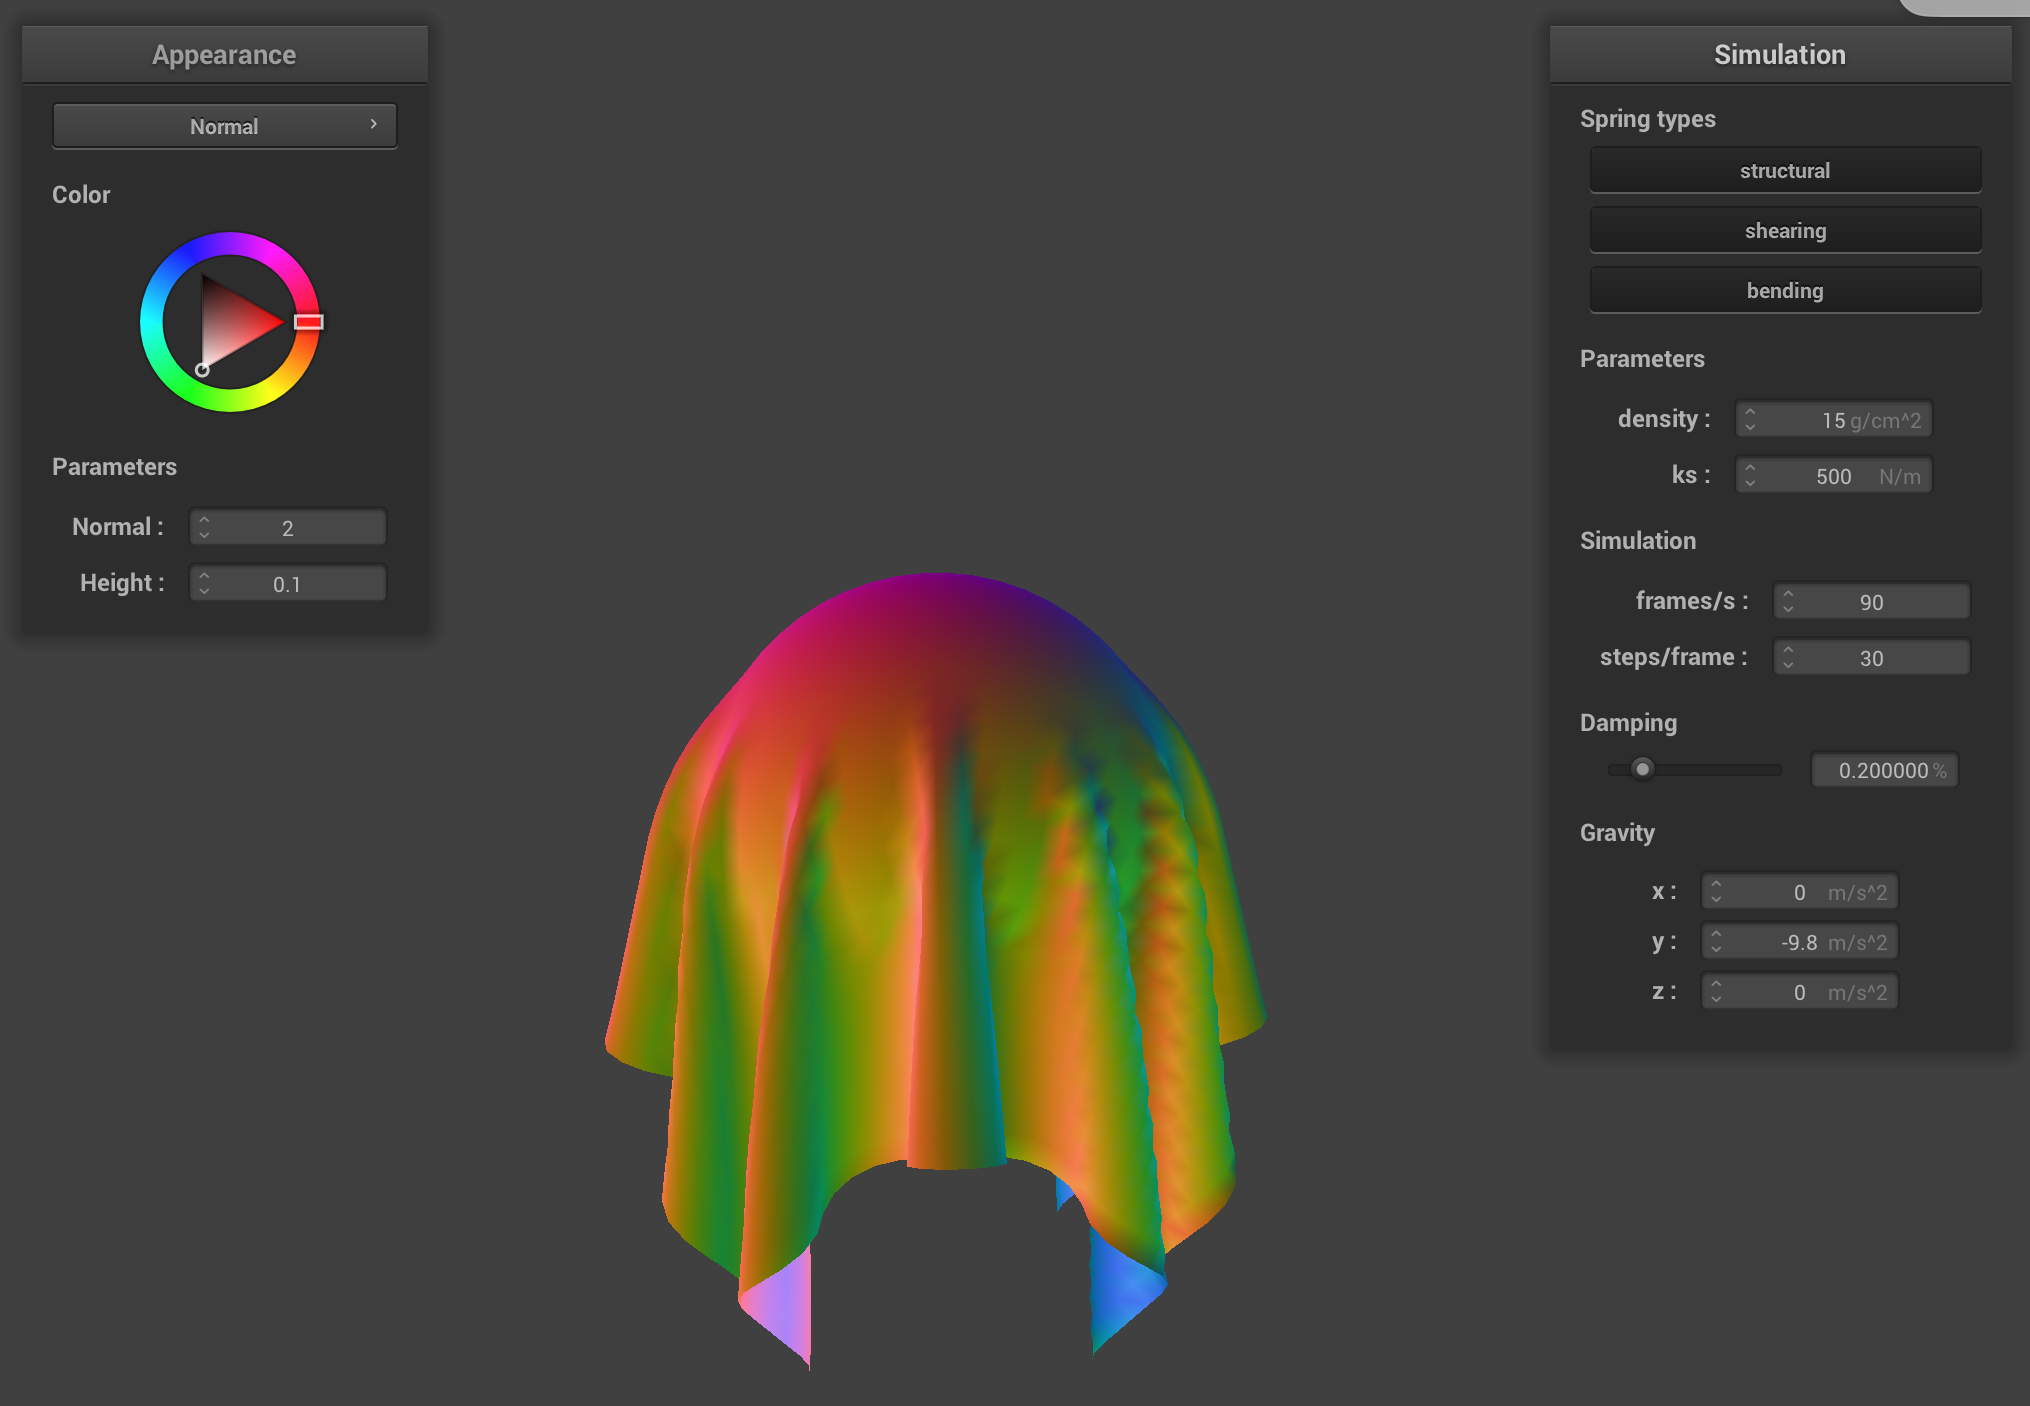 Appearance
Normal
Color
Parameters
Normal : 2
Height : 0.1
Simulation
Spring types
structural
shearing
bending
Parameters
density : 15 g/cm^2
ks : 500 N/m
Simulation
frames/s : 90
steps/frame : 30
Damping
0.200000 %
Gravity
x : 0 m/s^2
y : -9.8 m/s^2
z : 0 m/s^2